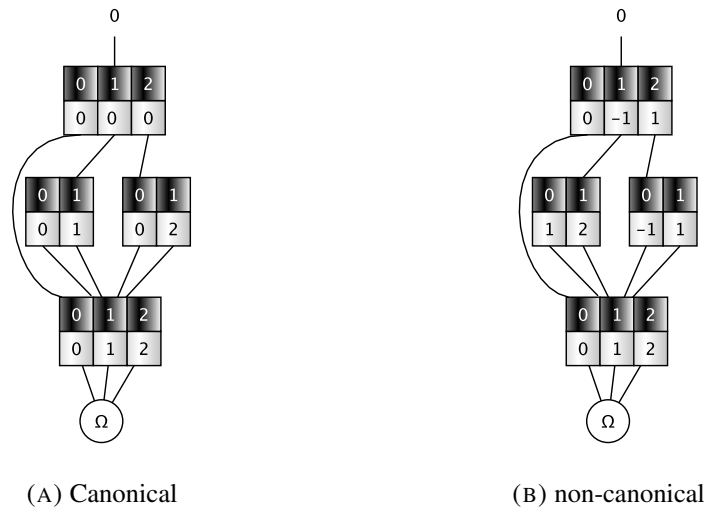 0 0
0 1 2 0 1 2
0 0 0 0 -1 1
0 1 0 1 0 1 0 1
0 1 0 2 1 2 -1 1
0 1 2 0 1 2
0 1 2 0 1 2
Ω Ω
(A) Canonical (B) non-canonical